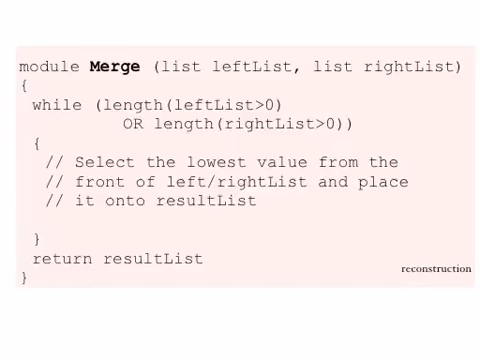 module Merge (list leftList, list rightList)
{
while (length(leftList>0)
OR length(rightList>0))
{
// Select the lowest value from the
// front of left/rightList and place
// it onto resultList
}
return resultList
reconstruction
}